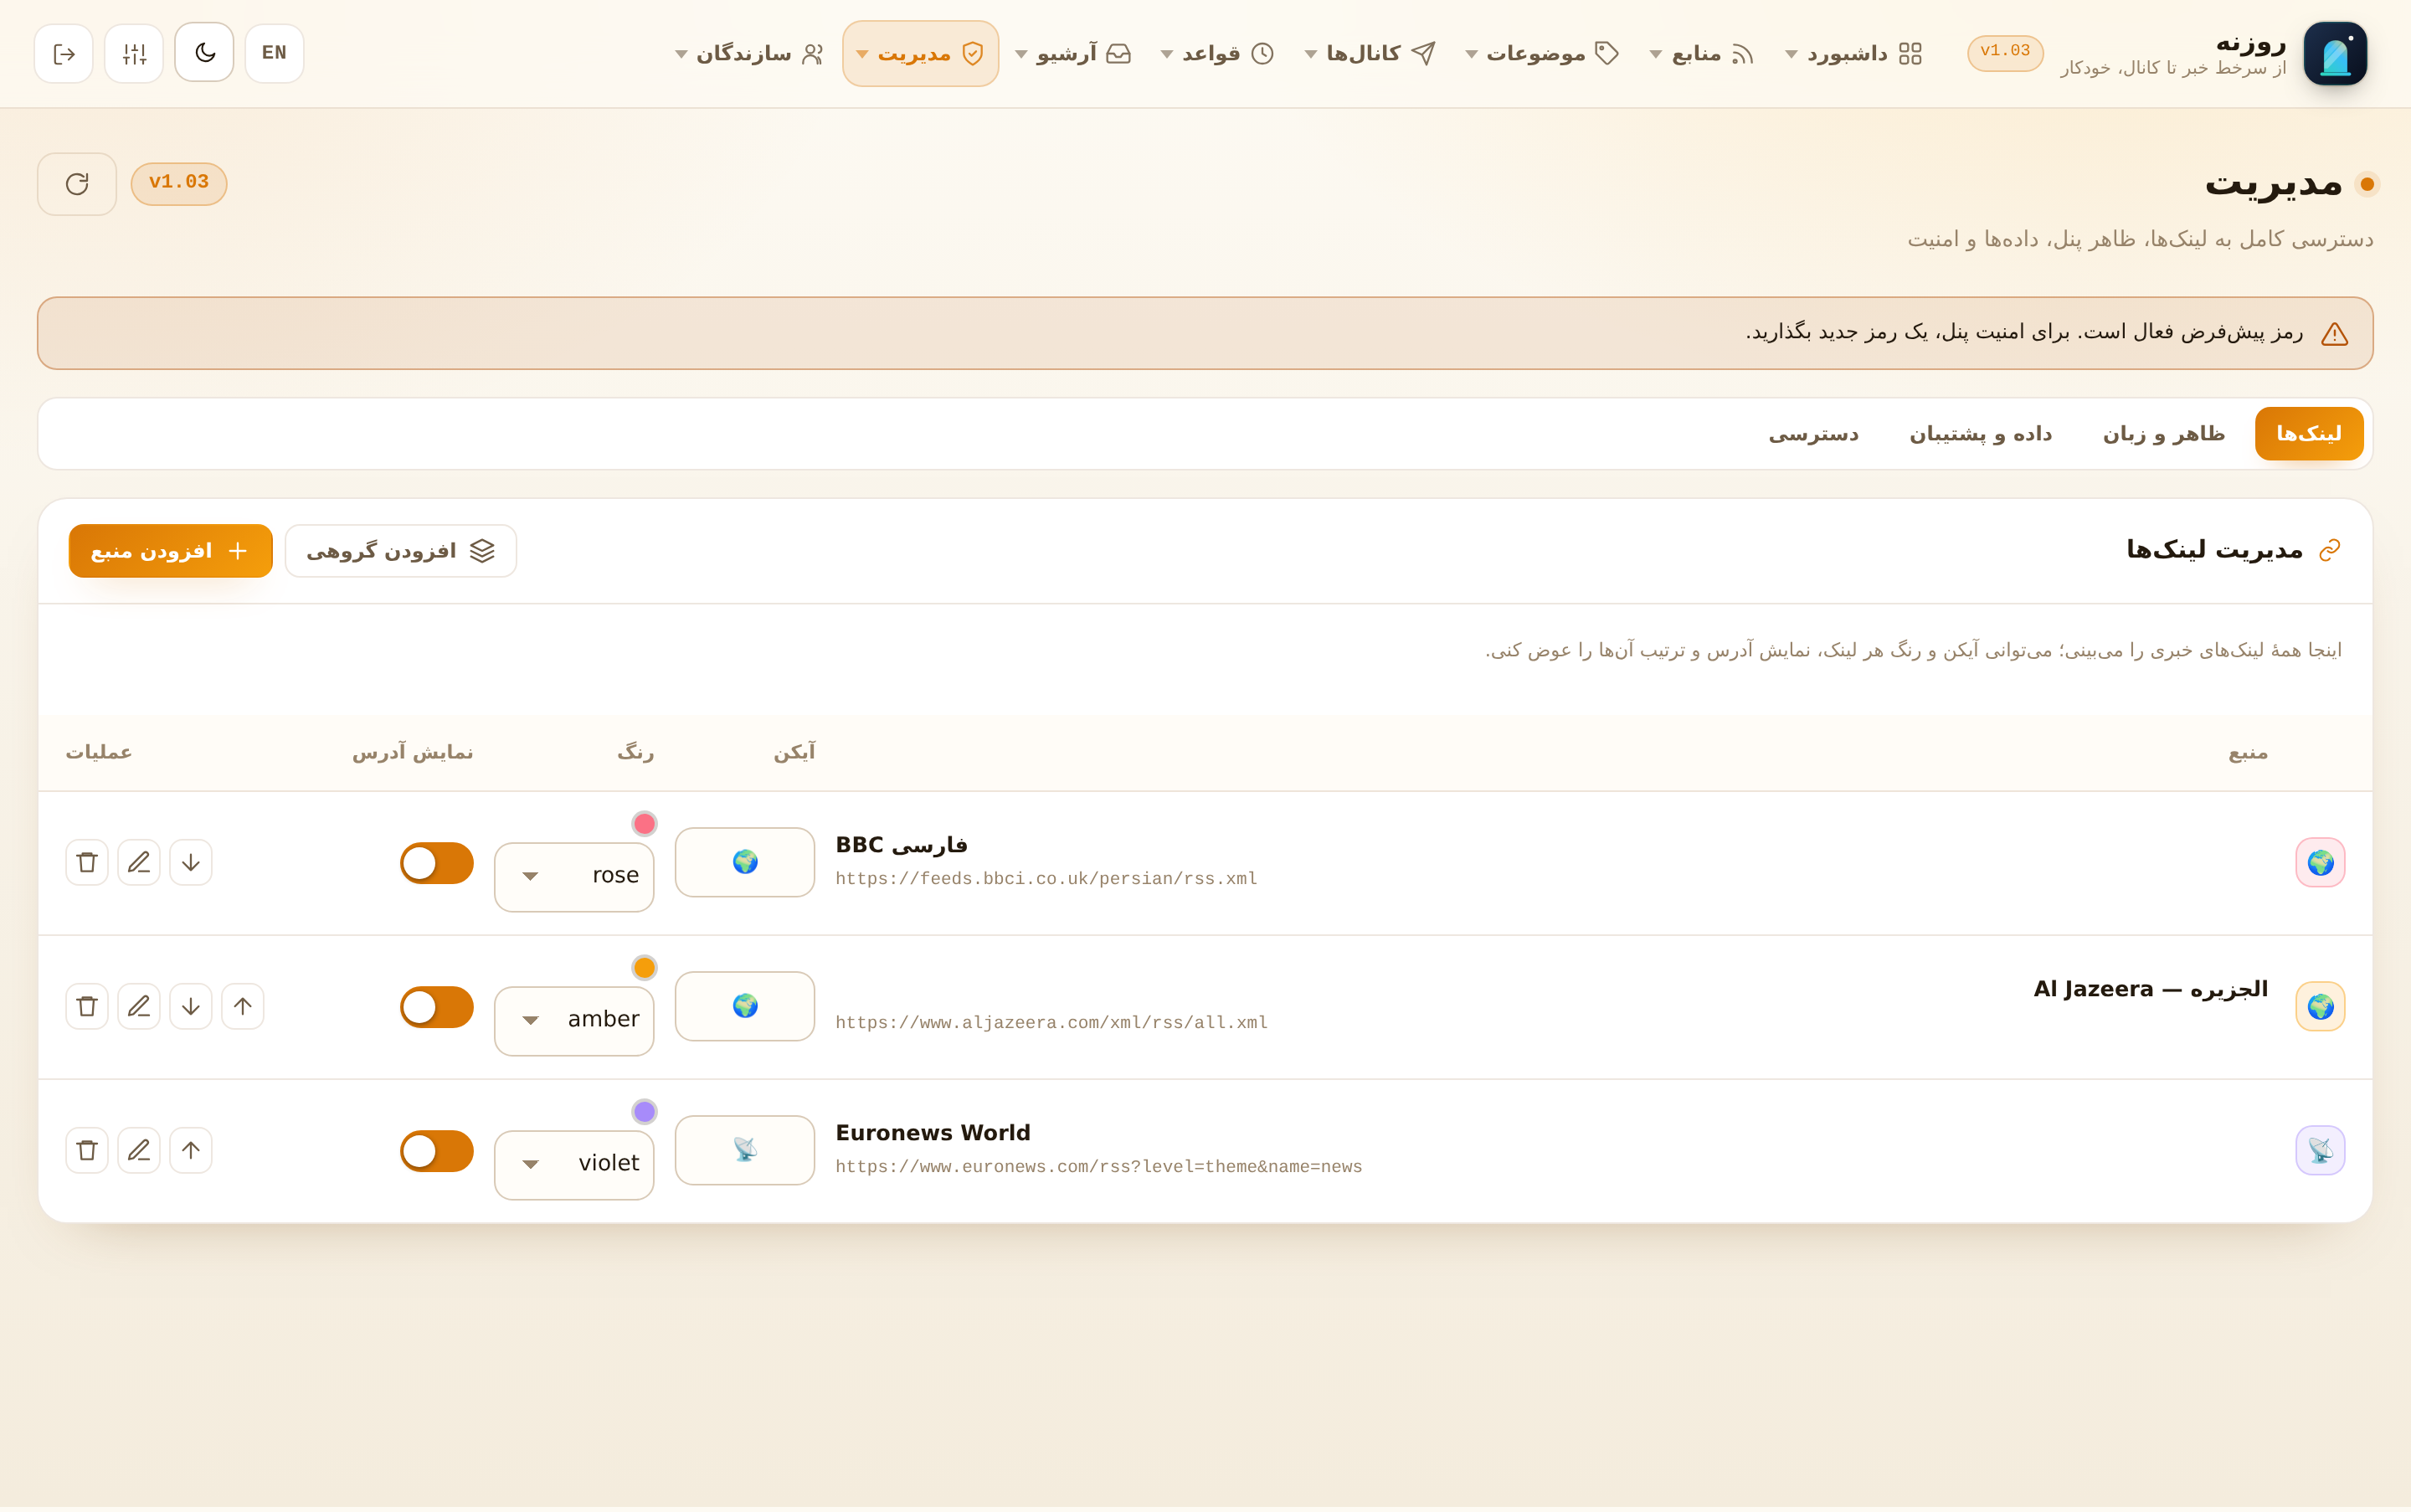 روزنه
از سرخط خبر تا کانال، خودکار
v1.03
داشبورد
منابع
موضوعات
کانال‌ها
قواعد
آرشیو
مدیریت
سازندگان
EN
مدیریت
v1.03
دسترسی کامل به لینک‌ها، ظاهر پنل، داده‌ها و امنیت
رمز پیش‌فرض فعال است. برای امنیت پنل، یک رمز جدید بگذارید.
لینک‌ها
ظاهر و زبان
داده و پشتیبان
دسترسی
مدیریت لینک‌ها
افزودن گروهی
افزودن منبع
اینجا همهٔ لینک‌های خبری را می‌بینی؛ می‌توانی آیکن و رنگ هر لینک، نمایش آدرس و ترتیب آن‌ها را عوض کنی.
منبع
آیکن
رنگ
نمایش آدرس
عملیات
BBC فارسی
https://feeds.bbci.co.uk/persian/rss.xml
rose
الجزیره — Al Jazeera
https://www.aljazeera.com/xml/rss/all.xml
amber
Euronews World
https://www.euronews.com/rss?level=theme&name=news
violet